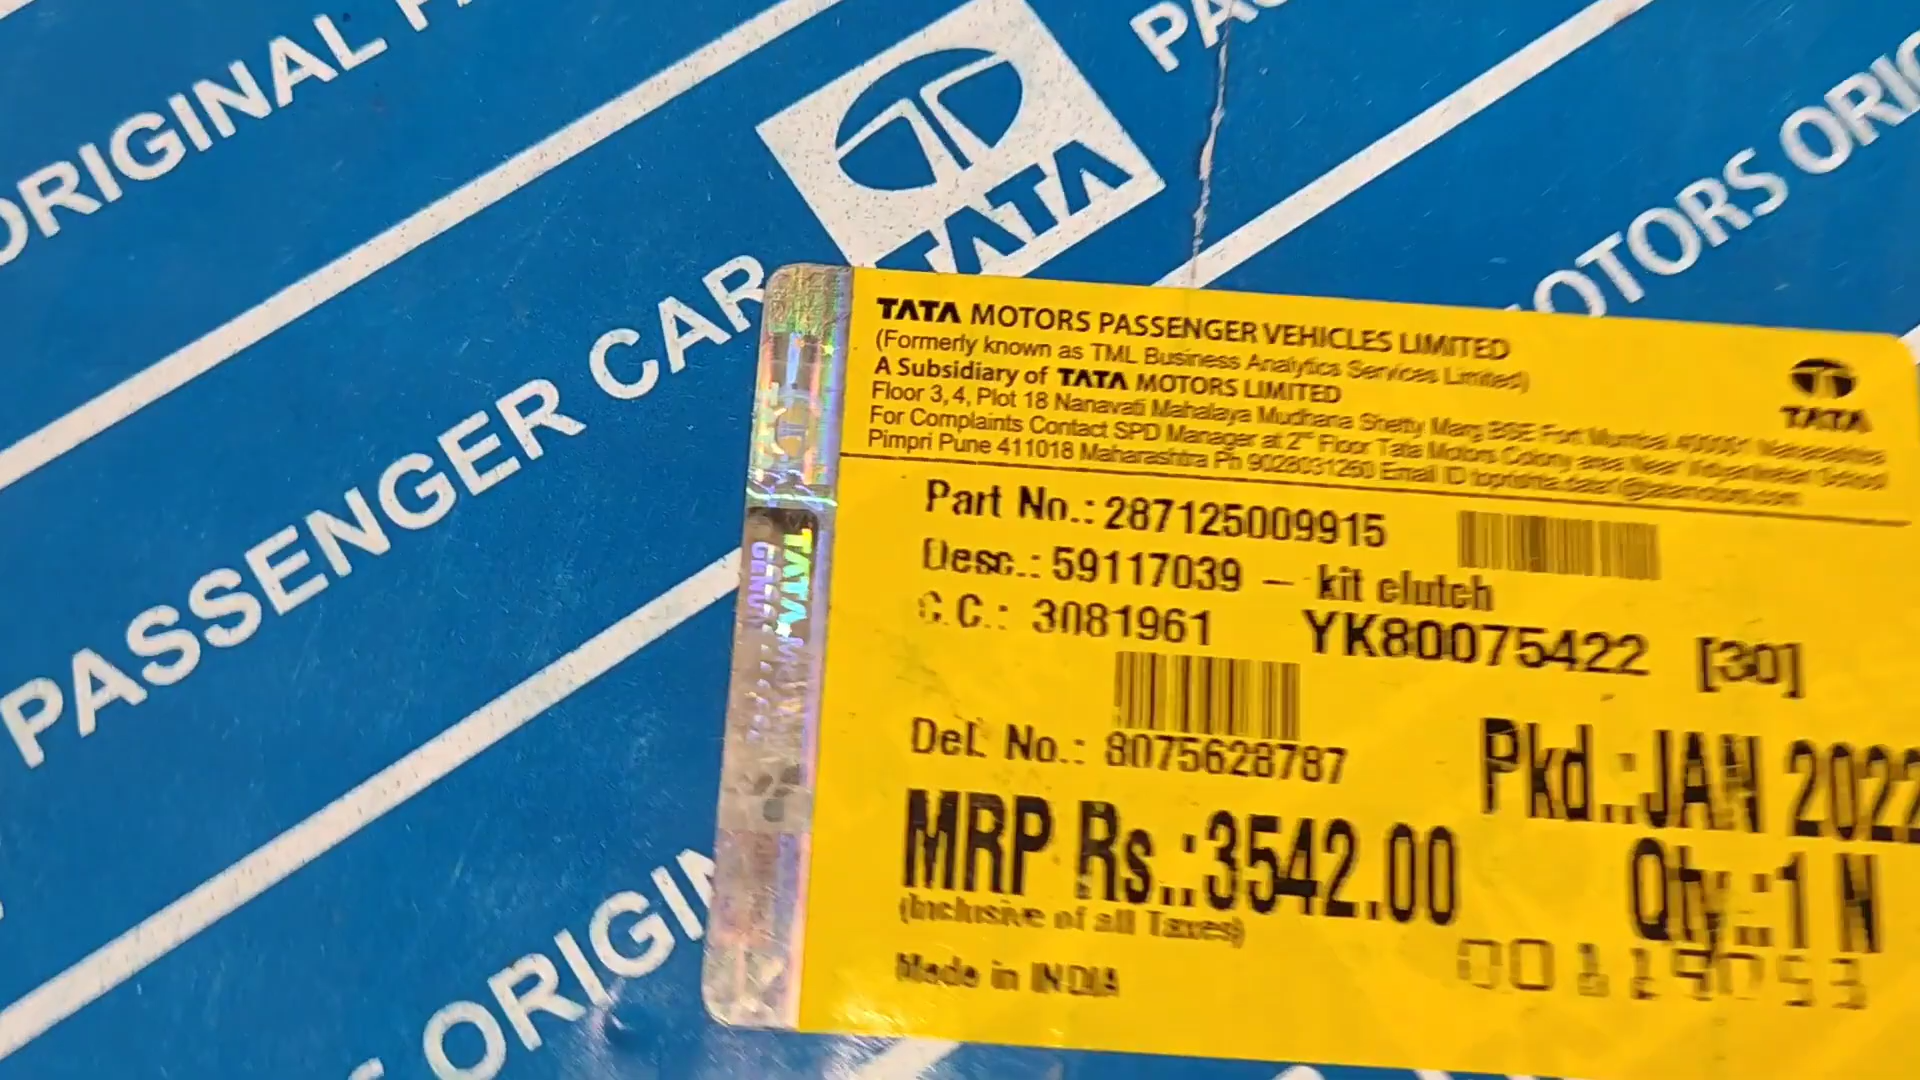 ORIGINAL
PAS
TATA
MOTORS ORIG
PASSENGER CAR
ORIGIN
TATA MOTORS PASSENGER VEHICLES LIMITED
(Formerly known as TML Business Analytics Services Limited)
A Subsidiary of TATA MOTORS LIMITED
TATA
Floor 3, 4, Plot 18 Nanavati Mahalaya Mudhana Shetty Marg BSE Fort Mumbai 400001 Maharashtra
For Complaints Contact SPD Manager at 2nd Floor Tata Motors Colony area Near School
Pimpri Pune 411018 Maharashtra Ph 9028031260 Email ID
Part No.: 287125009915
Desc.: 59117039 – kit clutch
C.C.: 3081961 YK80075422 [30]
Del. No.: 8075628787
Pkd.:JAN 2022
MRP Rs.:3542.00
Qty.:1 N
(Inclusive of all Taxes)
Made in INDIA
TATA